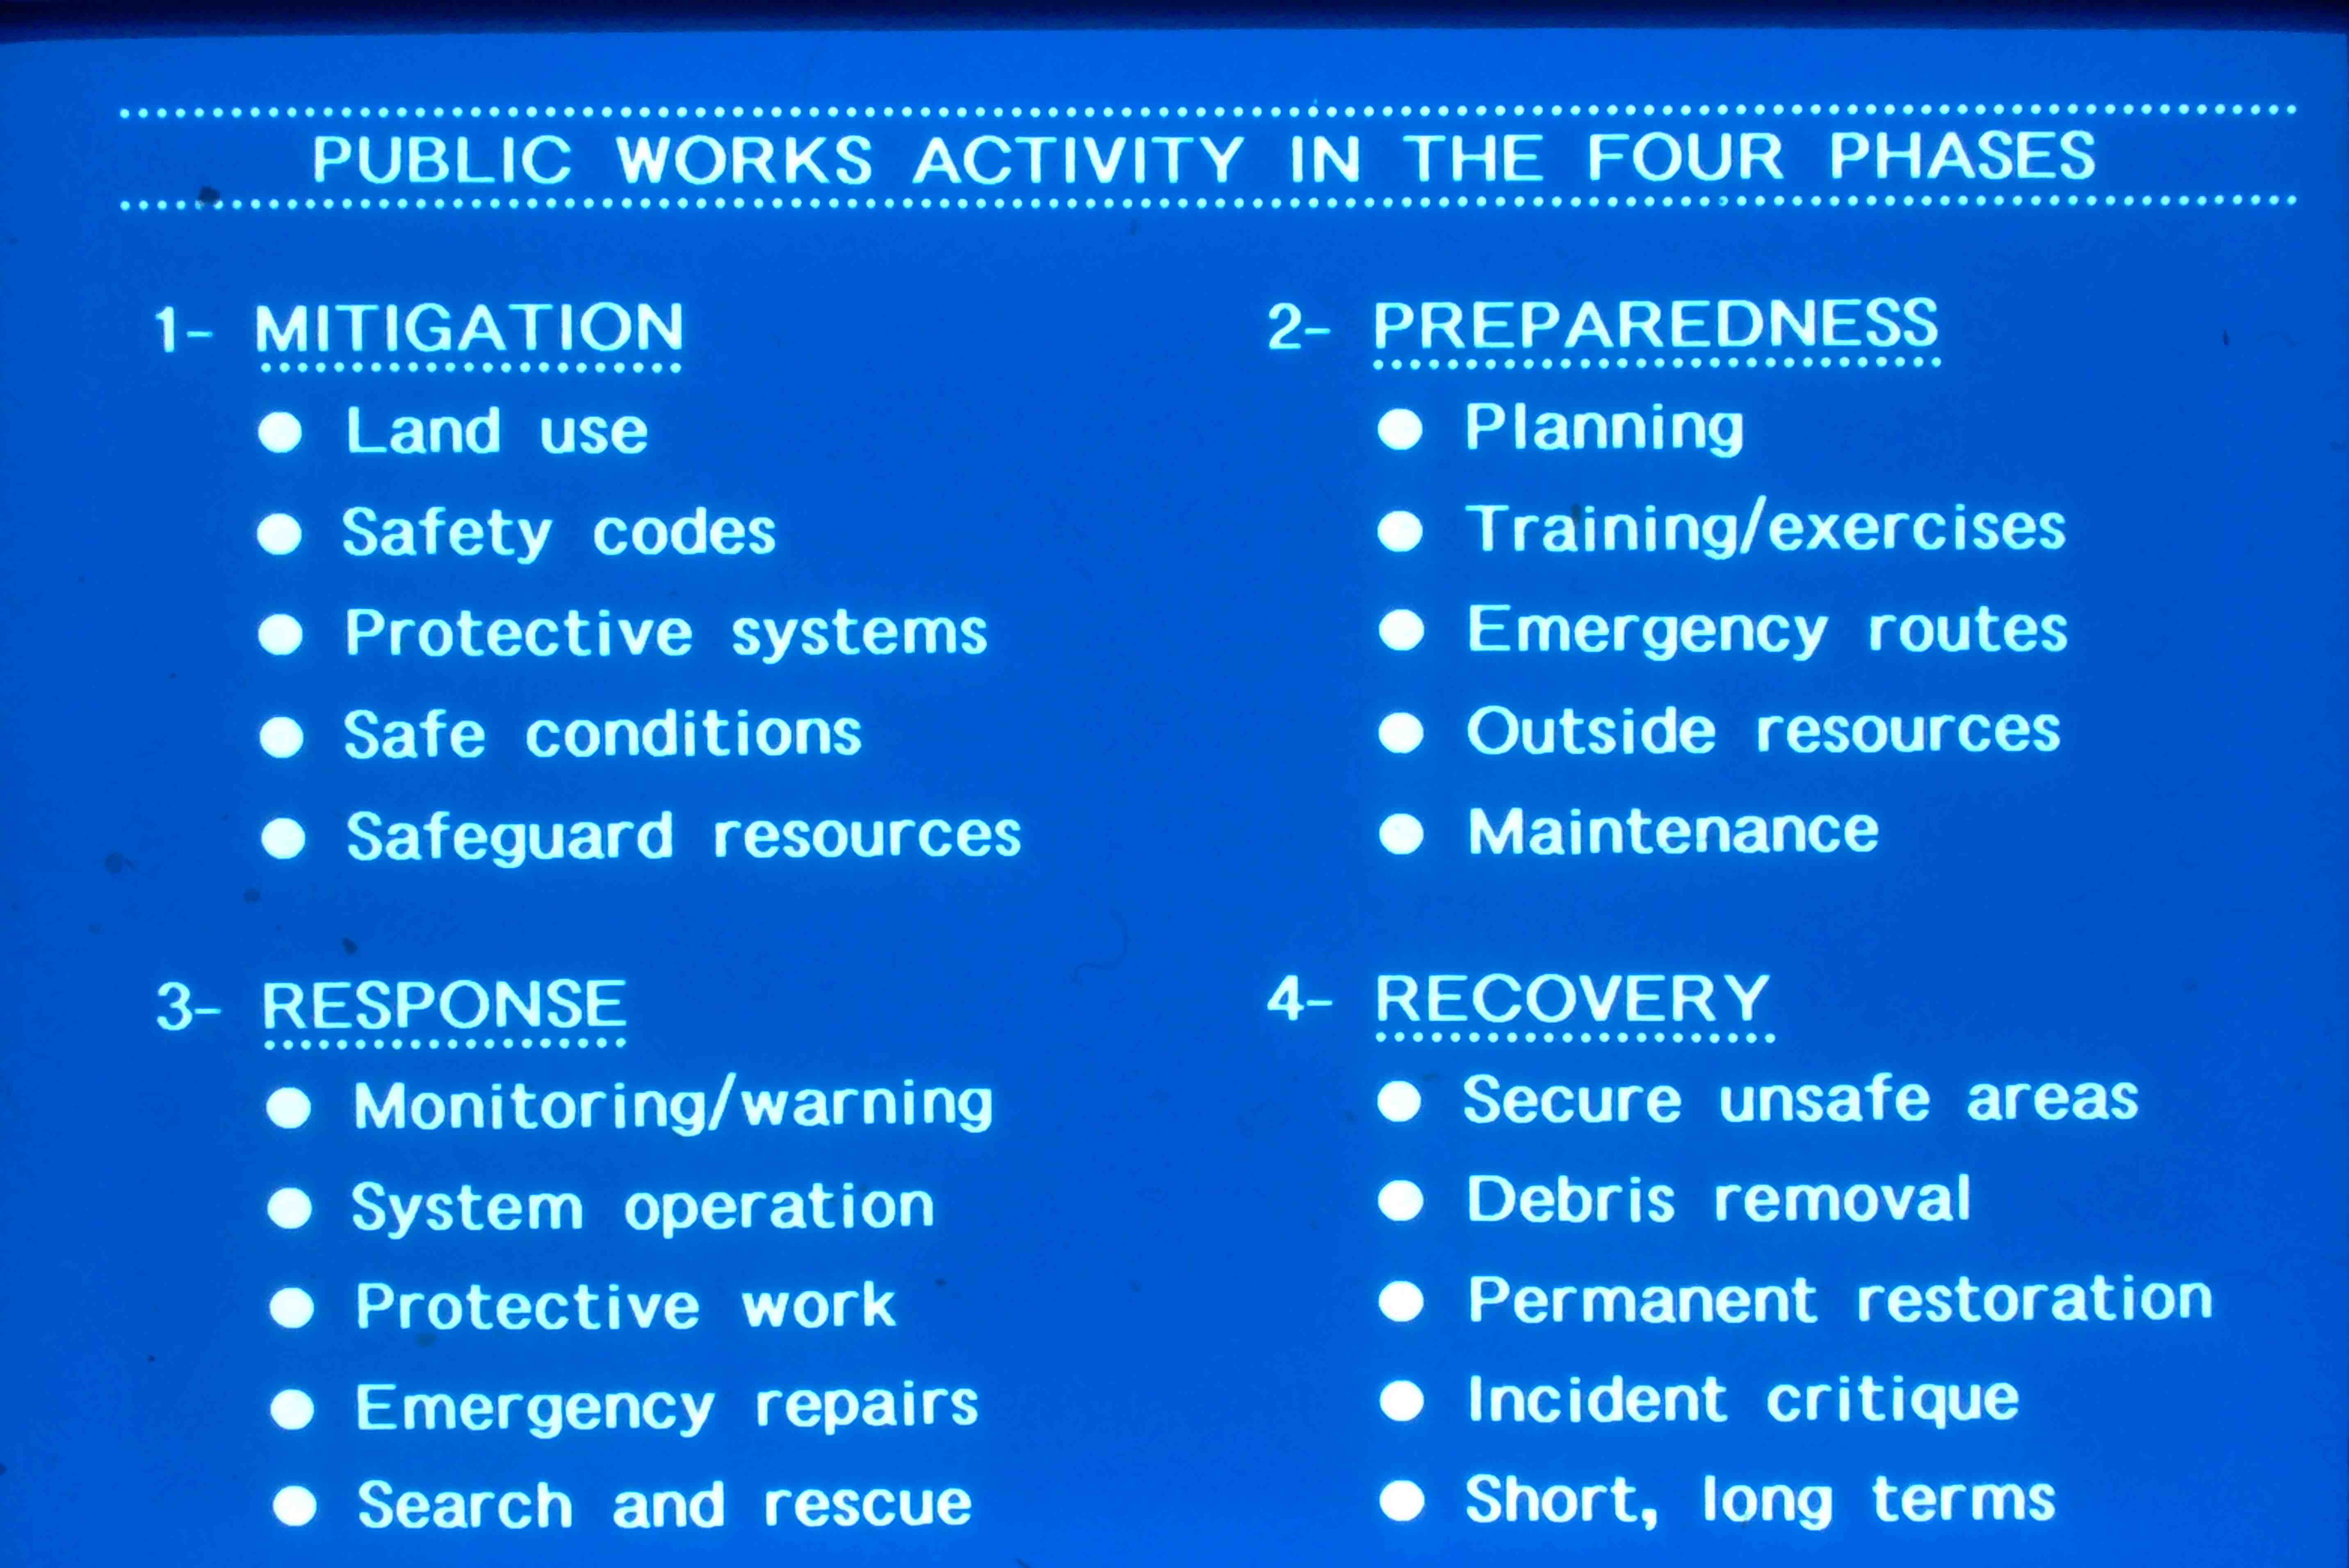 PUBLIC WORKS ACTIVITY IN THE FOUR PHASES
1- MITIGATION
● Land use
● Safety codes
● Protective systems
● Safe conditions
● Safeguard resources
2- PREPAREDNESS
● Planning
● Training/exercises
● Emergency routes
● Outside resources
● Maintenance
3- RESPONSE
● Monitoring/warning
● System operation
● Protective work
● Emergency repairs
● Search and rescue
4- RECOVERY
● Secure unsafe areas
● Debris removal
● Permanent restoration
● Incident critique
● Short, long terms